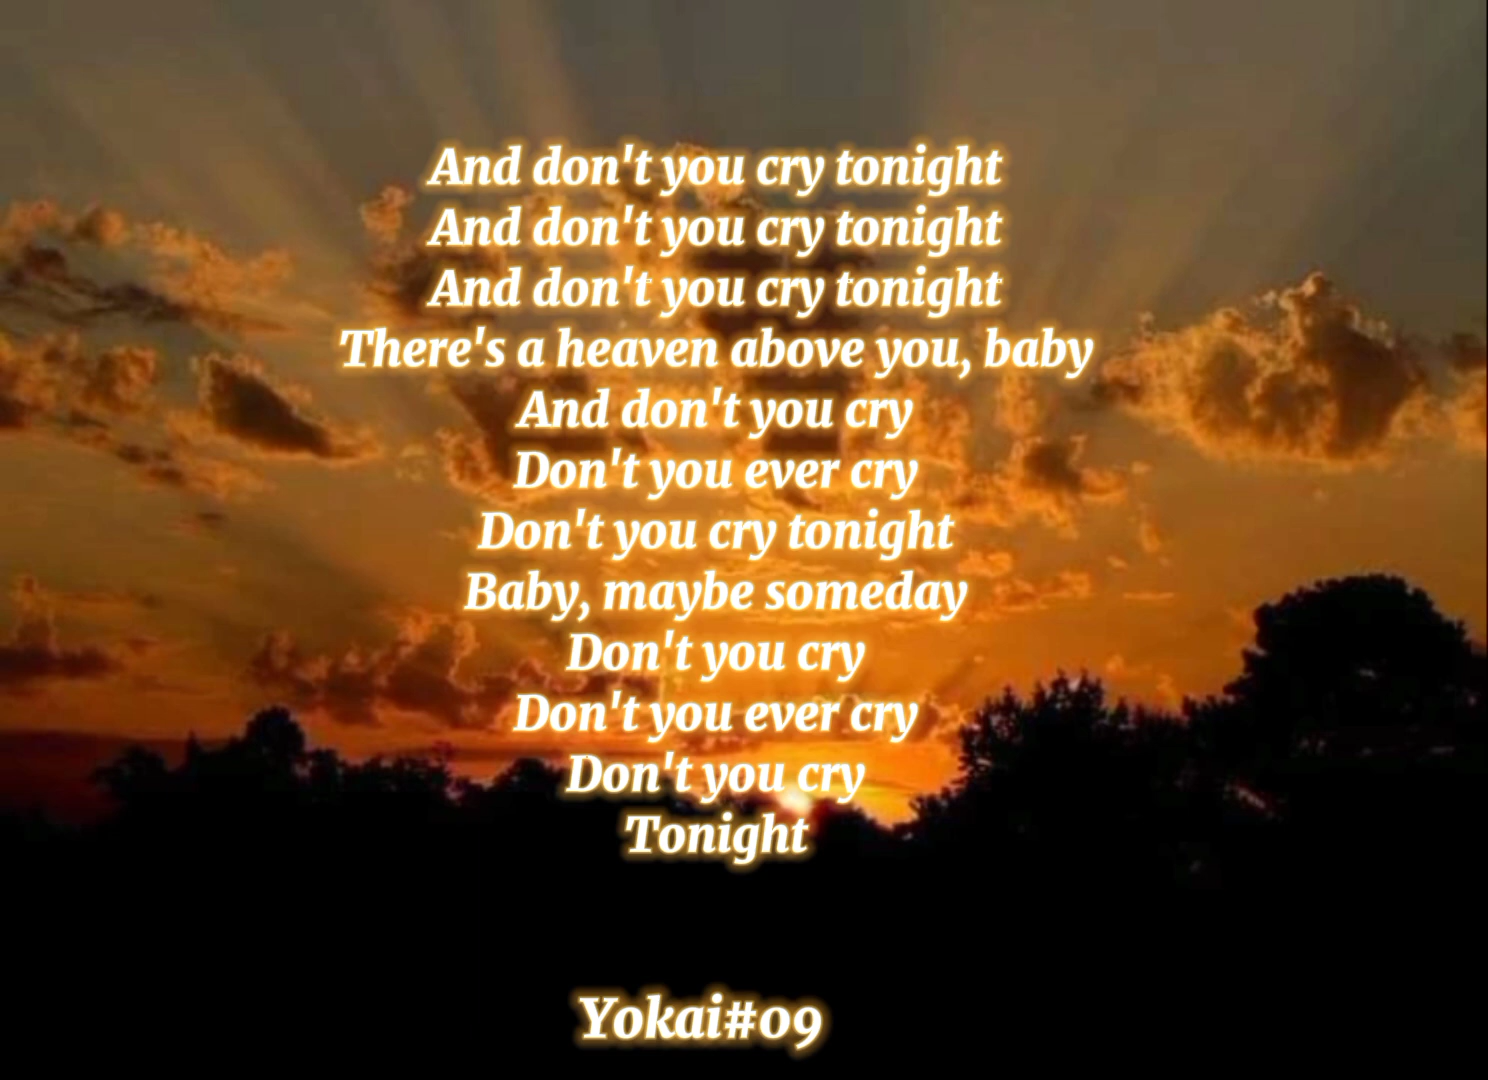 And don't you cry tonight
And don't you cry tonight
And don't you cry tonight
There's a heaven above you, baby
And don't you cry
Don't you ever cry
Don't you cry tonight
Baby, maybe someday
Don't you cry
Don't you ever cry
Don't you cry
Tonight
Yokai#09